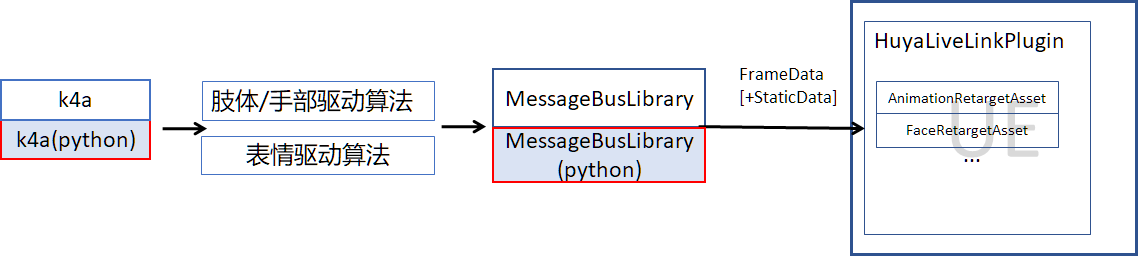 k4a
k4a(python)
肢体/手部驱动算法
表情驱动算法
MessageBusLibrary
MessageBusLibrary
(python)
FrameData
[+StaticData]
HuyaLiveLinkPlugin
AnimationRetargetAsset
FaceRetargetAsset
...
UE